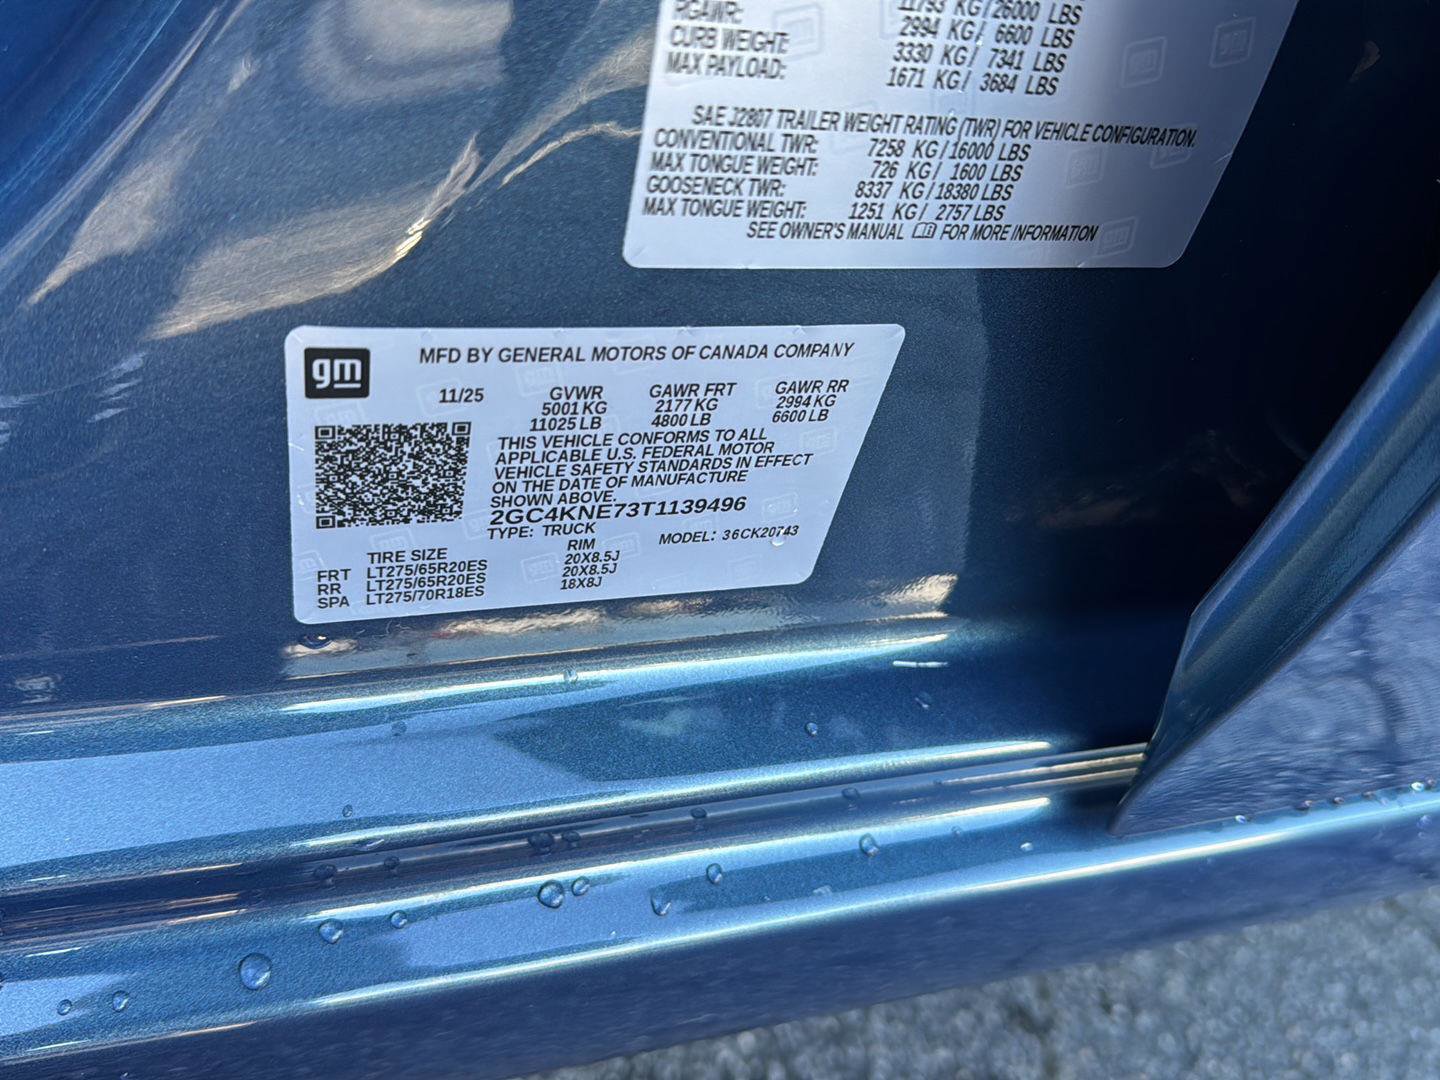 RGAWR: 11793 KG/26000 LBS
2994 KG/ 6600 LBS
CURB WEIGHT: 3330 KG/ 7341 LBS
MAX PAYLOAD: 1671 KG/ 3684 LBS
SAE J2807 TRAILER WEIGHT RATING (TWR) FOR VEHICLE CONFIGURATION.
CONVENTIONAL TWR: 7258 KG/16000 LBS
MAX TONGUE WEIGHT: 726 KG/ 1600 LBS
GOOSENECK TWR: 8337 KG/18380 LBS
MAX TONGUE WEIGHT: 1251 KG/ 2757 LBS
SEE OWNER'S MANUAL FOR MORE INFORMATION
gm
MFD BY GENERAL MOTORS OF CANADA COMPANY
11/25 GVWR GAWR FRT GAWR RR
5001 KG 2177 KG 2994 KG
11025 LB 4800 LB 6600 LB
THIS VEHICLE CONFORMS TO ALL
APPLICABLE U.S. FEDERAL MOTOR
VEHICLE SAFETY STANDARDS IN EFFECT
ON THE DATE OF MANUFACTURE
SHOWN ABOVE.
2GC4KNE73T1139496
TYPE: TRUCK MODEL: 36CK20743
TIRE SIZE RIM
FRT LT275/65R20ES 20X8.5J
RR LT275/65R20ES 20X8.5J
SPA LT275/70R18ES 18X8J